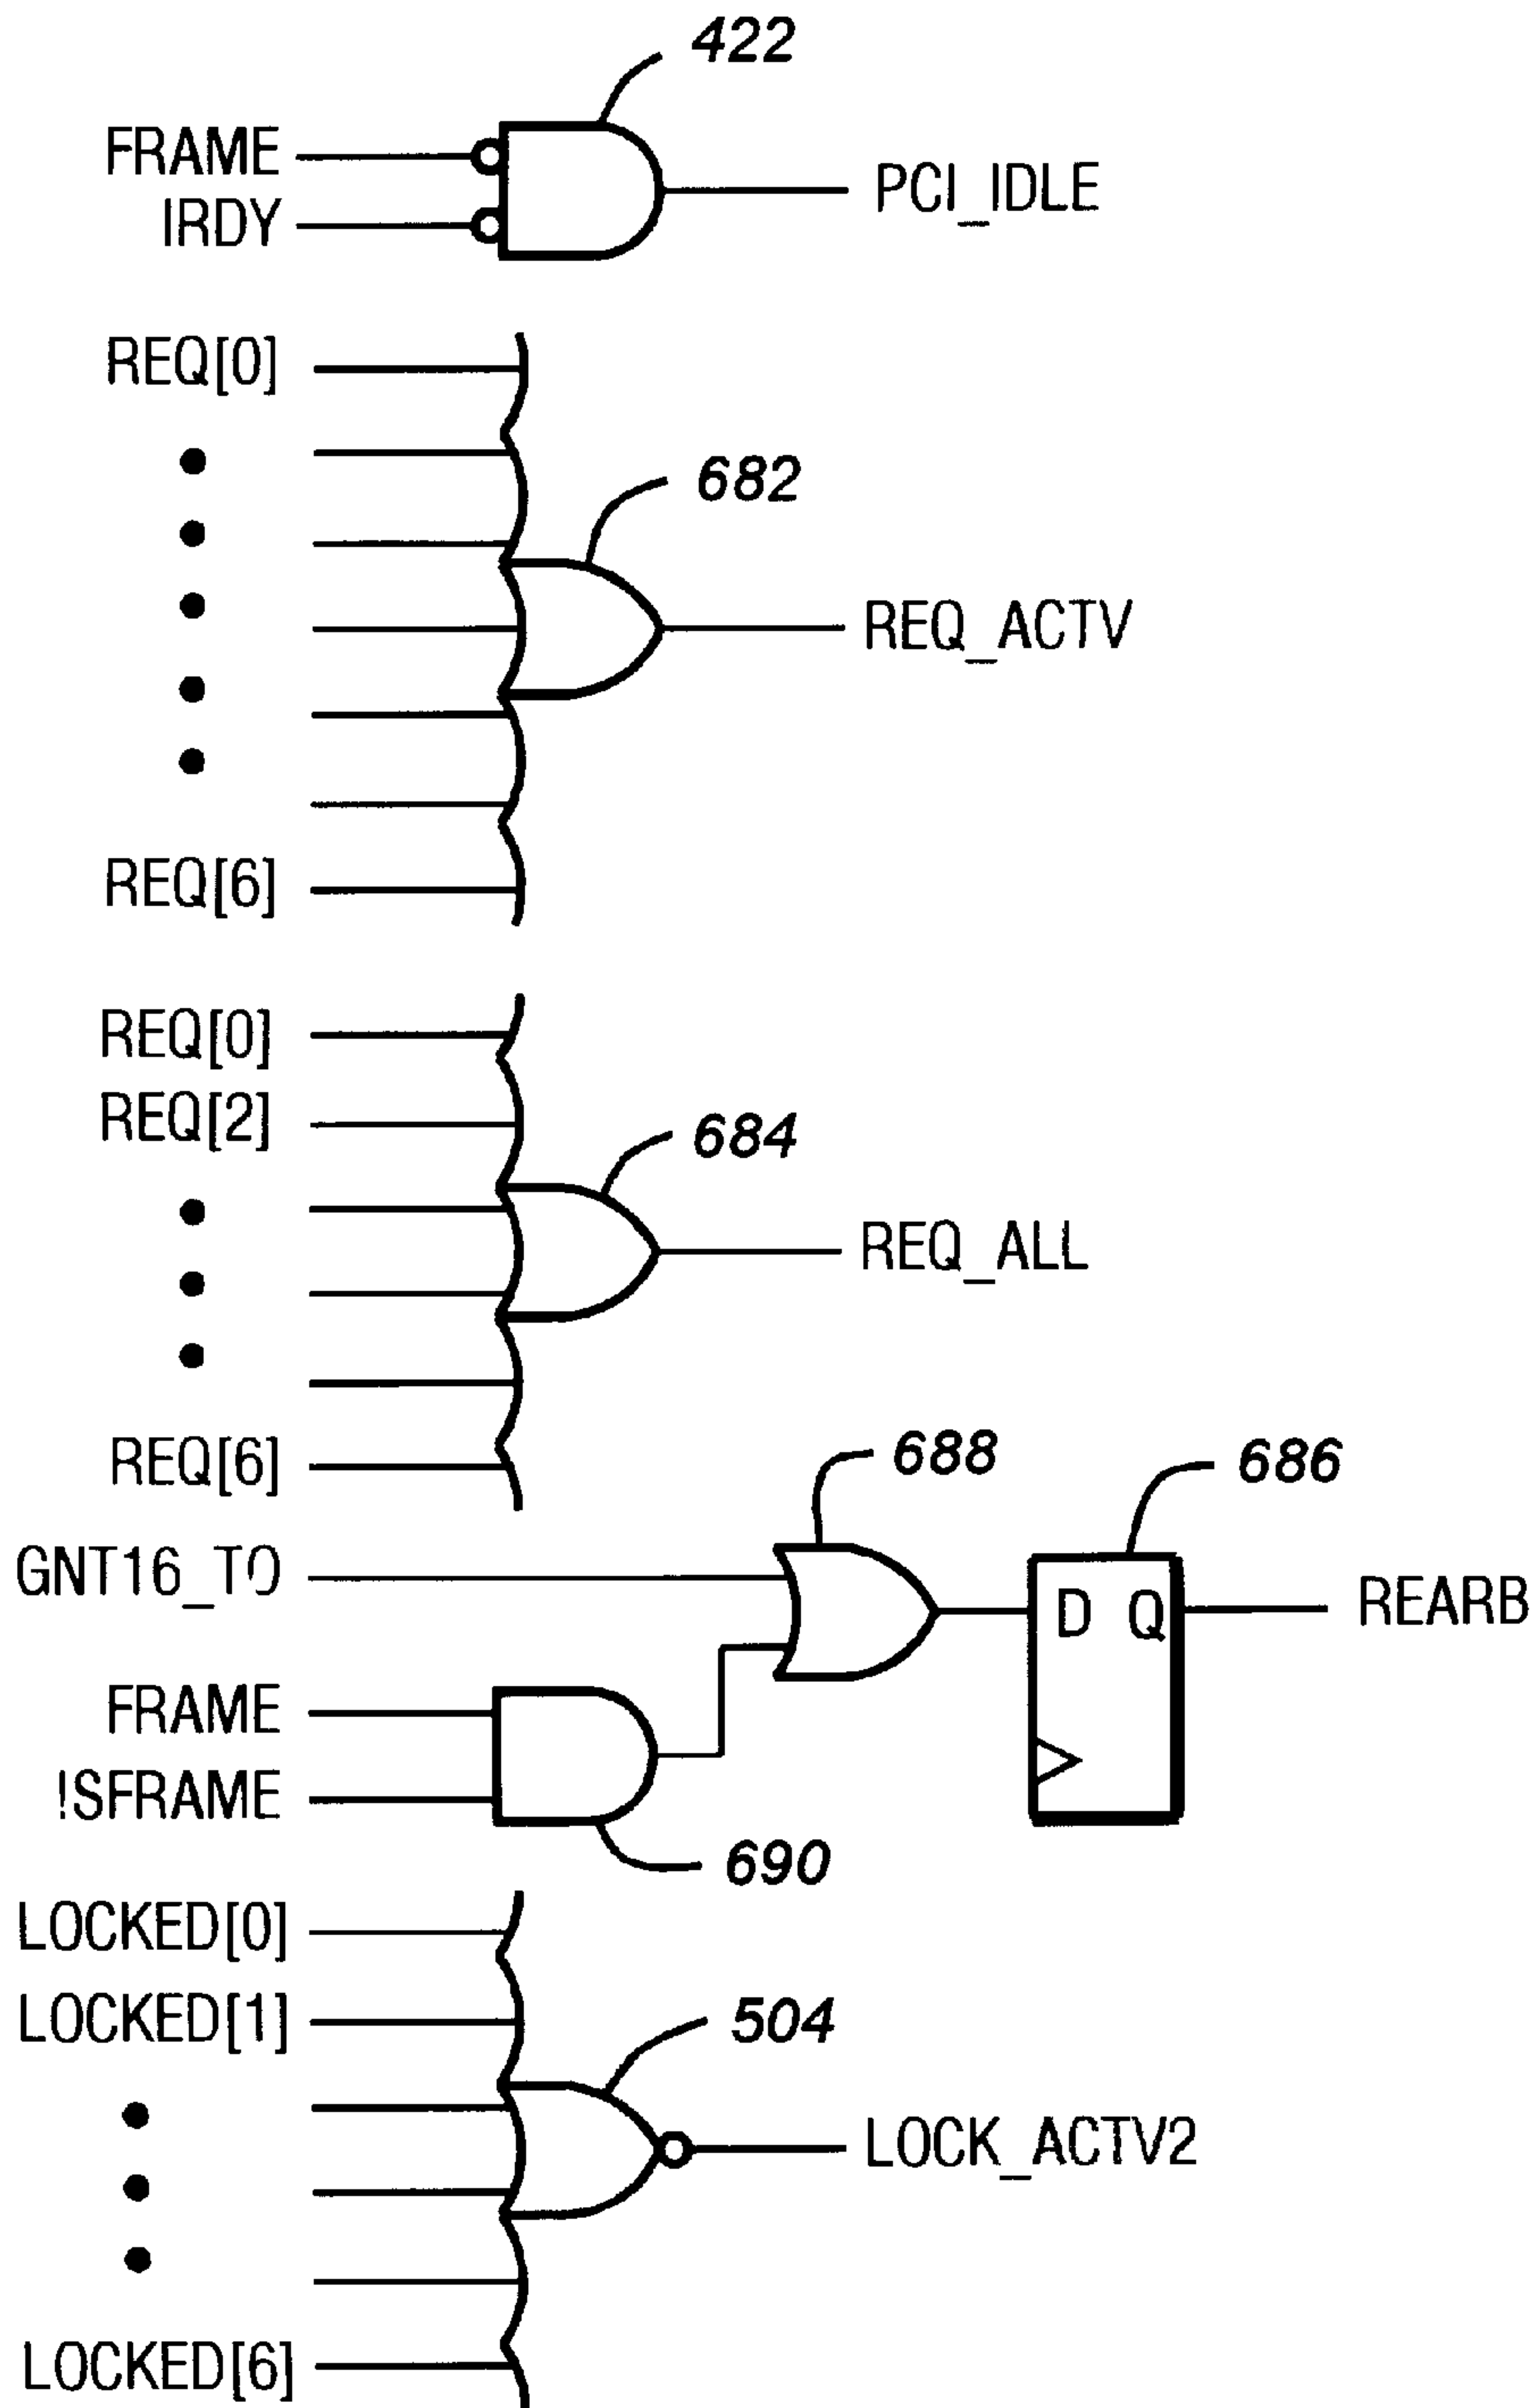 422
FRAME
IRDY
PCI_IDLE
REQ[0]
682
REQ_ACTV
REQ[6]
REQ[0]
REQ[2]
684
REQ_ALL
REQ[6]
688
686
GNT16_TO
D Q
REARB
FRAME
!SFRAME
690
LOCKED[0]
LOCKED[1]
504
LOCK_ACTV2
LOCKED[6]